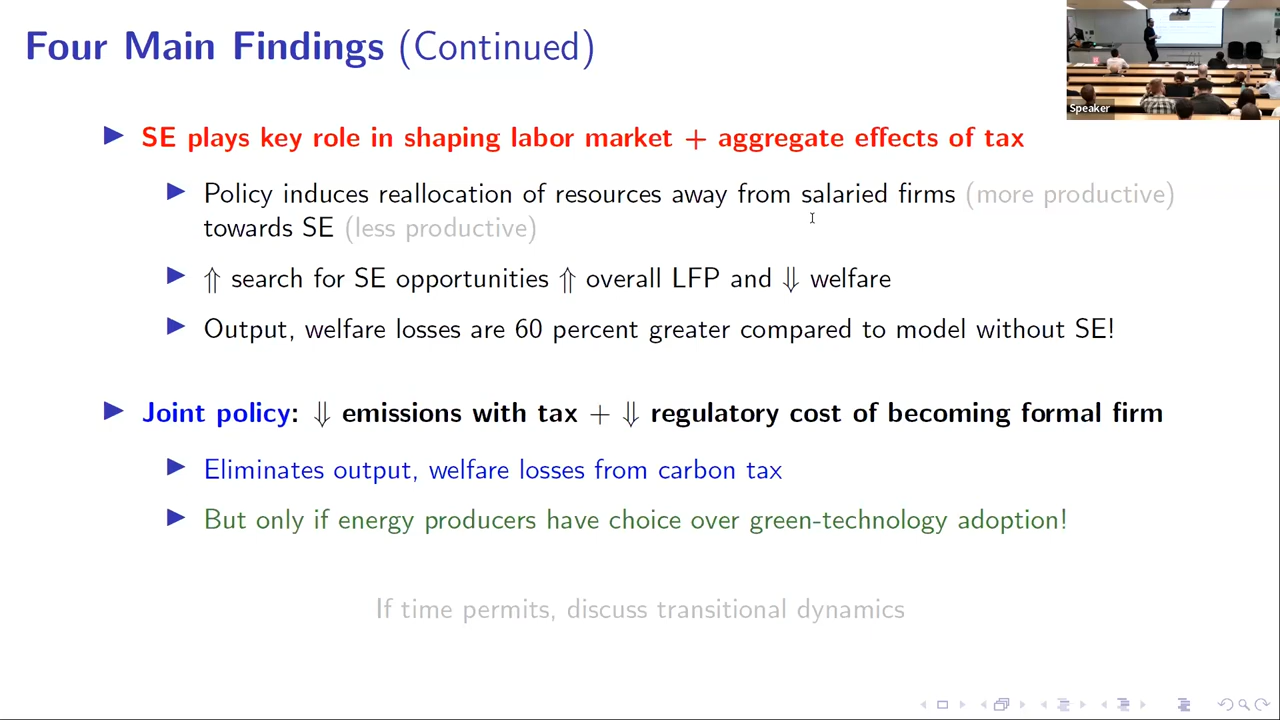 Four Main Findings (Continued)
Speaker
▶ SE plays key role in shaping labor market + aggregate effects of tax
▶ Policy induces reallocation of resources away from salaried firms (more productive)
towards SE (less productive)
▶ ⇑ search for SE opportunities ⇑ overall LFP and ⇓ welfare
▶ Output, welfare losses are 60 percent greater compared to model without SE!
▶ Joint policy: ⇓ emissions with tax + ⇓ regulatory cost of becoming formal firm
▶ Eliminates output, welfare losses from carbon tax
▶ But only if energy producers have choice over green-technology adoption!
If time permits, discuss transitional dynamics